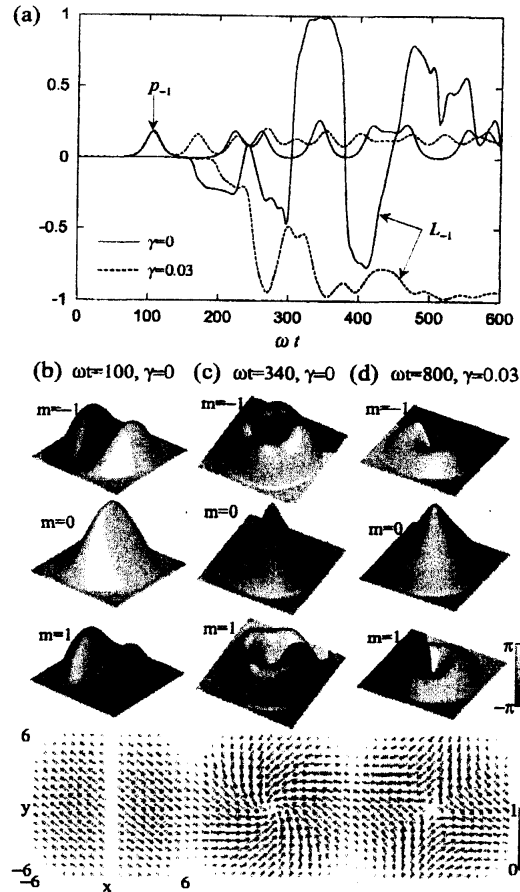 (a)
1
0.5
0
-0.5
-1
p₋₁
L₋₁
γ=0
γ=0.03
0 100 200 300 400 500 600
ω t
(b) ωt=100, γ=0 (c) ωt=340, γ=0 (d) ωt=800, γ=0.03
m=−1 m=−1 m=−1
m=0 m=0 m=0
m=1 m=1 m=1
π
−π
6
y
−6
−6 x 6
1
0